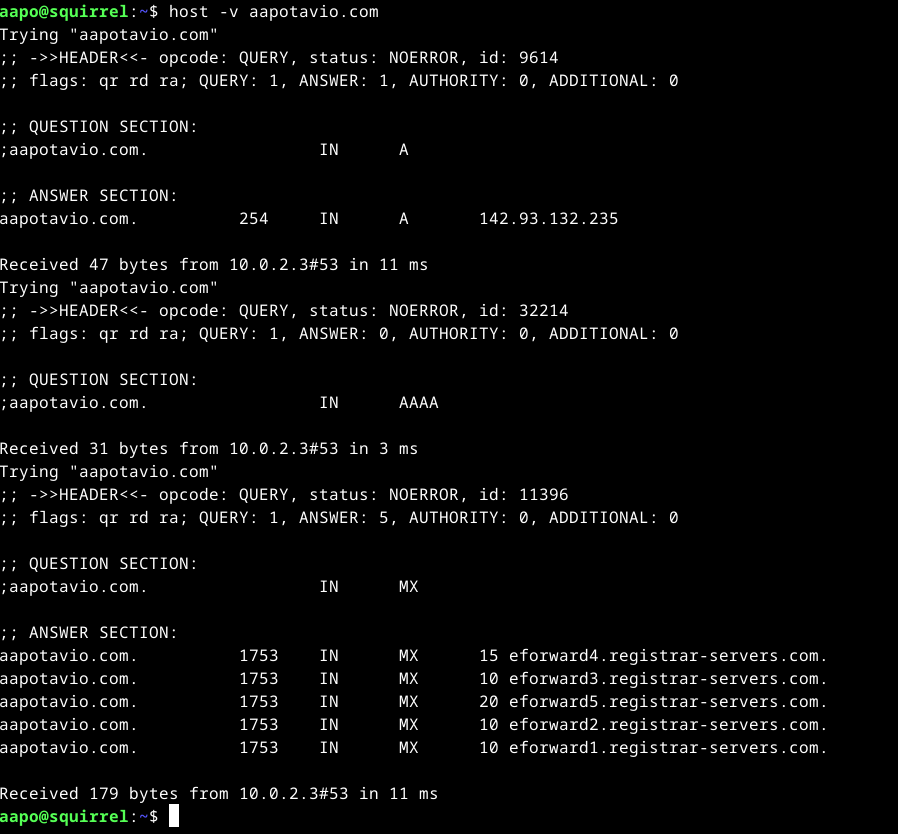 aapo@squirrel:~$ host -v aapotavio.com
Trying "aapotavio.com"
;; ->>HEADER<<- opcode: QUERY, status: NOERROR, id: 9614
;; flags: qr rd ra; QUERY: 1, ANSWER: 1, AUTHORITY: 0, ADDITIONAL: 0

;; QUESTION SECTION:
;aapotavio.com.			IN	A

;; ANSWER SECTION:
aapotavio.com.		254	IN	A	142.93.132.235

Received 47 bytes from 10.0.2.3#53 in 11 ms
Trying "aapotavio.com"
;; ->>HEADER<<- opcode: QUERY, status: NOERROR, id: 32214
;; flags: qr rd ra; QUERY: 1, ANSWER: 0, AUTHORITY: 0, ADDITIONAL: 0

;; QUESTION SECTION:
;aapotavio.com.			IN	AAAA

Received 31 bytes from 10.0.2.3#53 in 3 ms
Trying "aapotavio.com"
;; ->>HEADER<<- opcode: QUERY, status: NOERROR, id: 11396
;; flags: qr rd ra; QUERY: 1, ANSWER: 5, AUTHORITY: 0, ADDITIONAL: 0

;; QUESTION SECTION:
;aapotavio.com.			IN	MX

;; ANSWER SECTION:
aapotavio.com.		1753	IN	MX	15 eforward4.registrar-servers.com.
aapotavio.com.		1753	IN	MX	10 eforward3.registrar-servers.com.
aapotavio.com.		1753	IN	MX	20 eforward5.registrar-servers.com.
aapotavio.com.		1753	IN	MX	10 eforward2.registrar-servers.com.
aapotavio.com.		1753	IN	MX	10 eforward1.registrar-servers.com.

Received 179 bytes from 10.0.2.3#53 in 11 ms
aapo@squirrel:~$